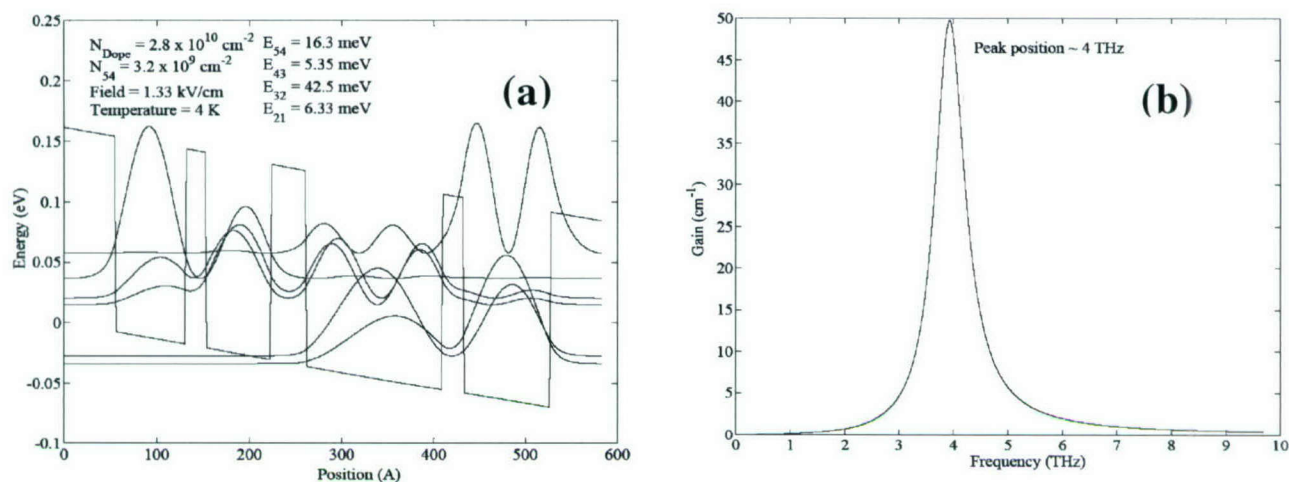 0.25
0.2
0.15
0.1
0.05
0
-0.05
-0.1
Energy (eV)
N_Dope = 2.8 x 10^10 cm^-2 E_54 = 16.3 meV
N_54 = 3.2 x 10^9 cm^-2 E_43 = 5.35 meV
Field = 1.33 kV/cm E_32 = 42.5 meV
Temperature = 4 K E_21 = 6.33 meV
(a)
0 100 200 300 400 500 600
Position (A)
50
45
40
35
30
25
20
15
10
5
0
Gain (cm^-1)
Peak position ~ 4 THz
(b)
0 1 2 3 4 5 6 7 8 9 10
Frequency (THz)